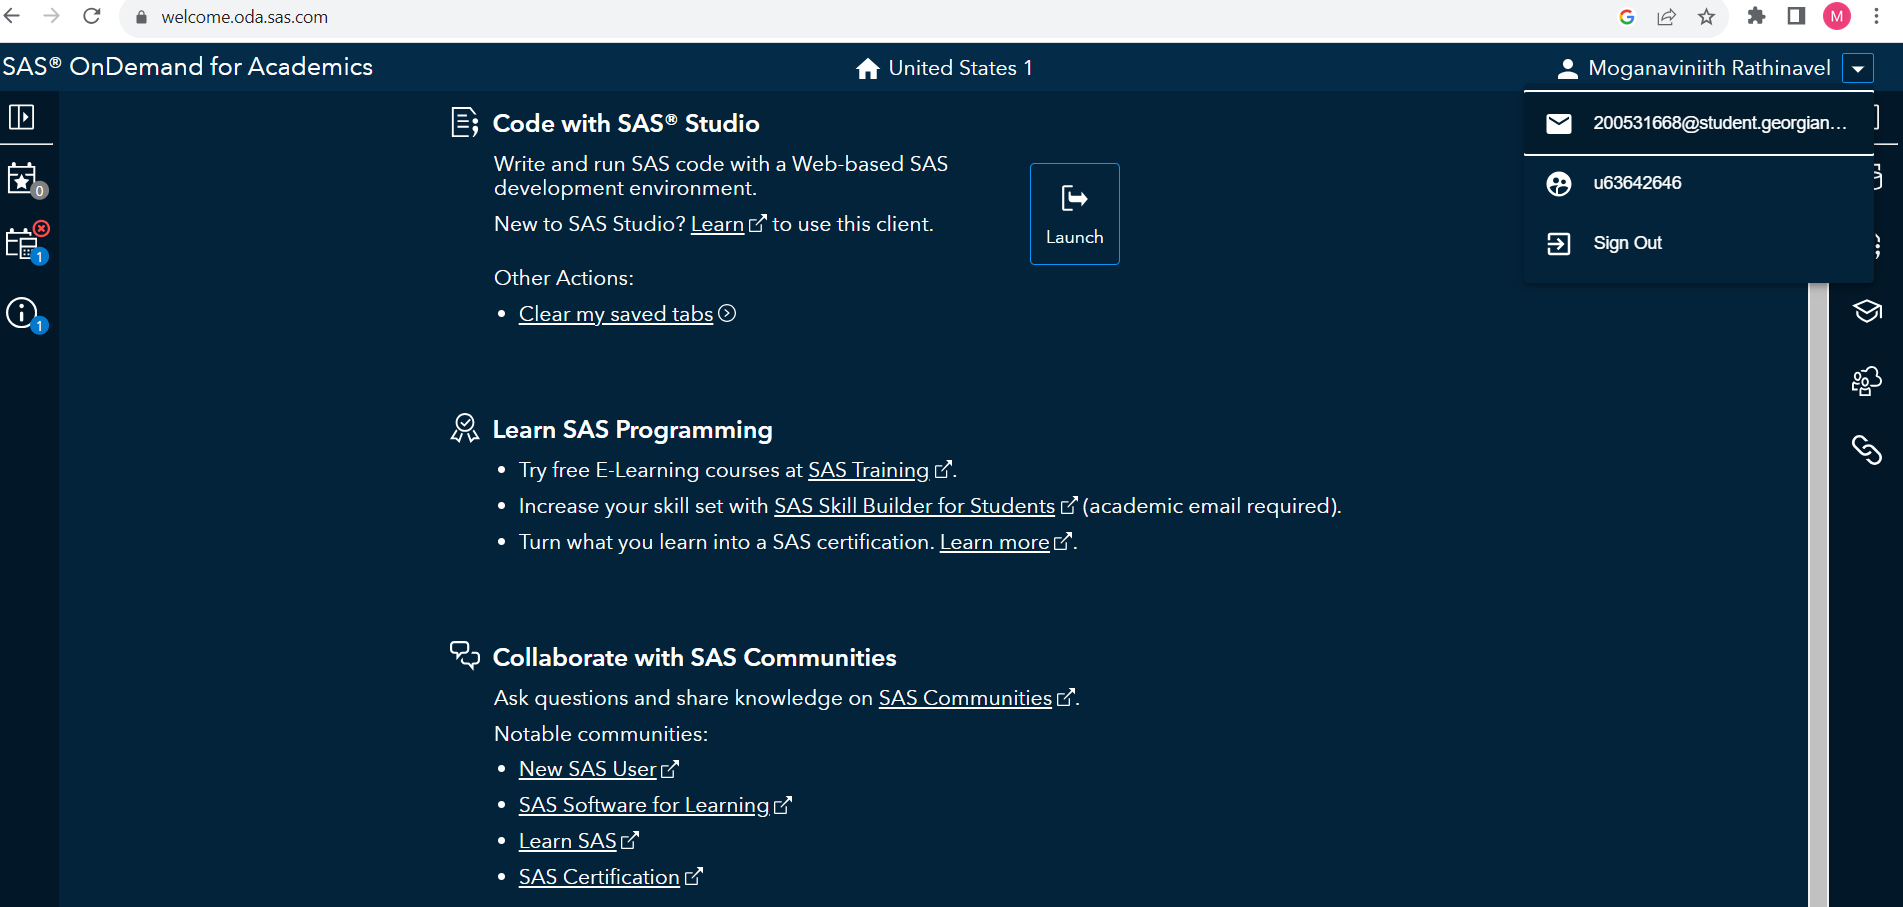 welcome.oda.sas.com
M
SAS® OnDemand for Academics
United States 1
Moganaviniith Rathinavel
200531668@student.georgian...
u63642646
Sign Out
0
1
1
Code with SAS® Studio
Write and run SAS code with a Web-based SAS
development environment.
New to SAS Studio? Learn to use this client.
Launch
Other Actions:
• Clear my saved tabs
Learn SAS Programming
• Try free E-Learning courses at SAS Training.
• Increase your skill set with SAS Skill Builder for Students (academic email required).
• Turn what you learn into a SAS certification. Learn more.
Collaborate with SAS Communities
Ask questions and share knowledge on SAS Communities.
Notable communities:
• New SAS User
• SAS Software for Learning
• Learn SAS
• SAS Certification